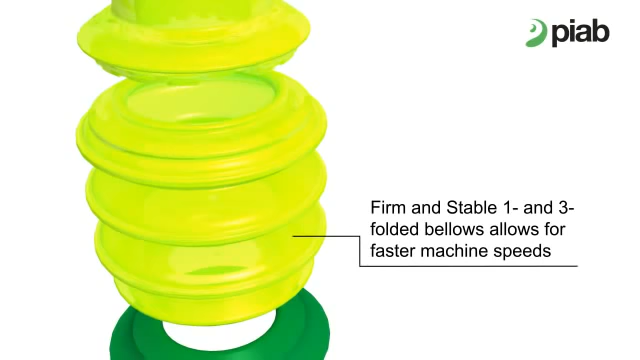 piab
Firm and Stable 1- and 3-
folded bellows allows for
faster machine speeds